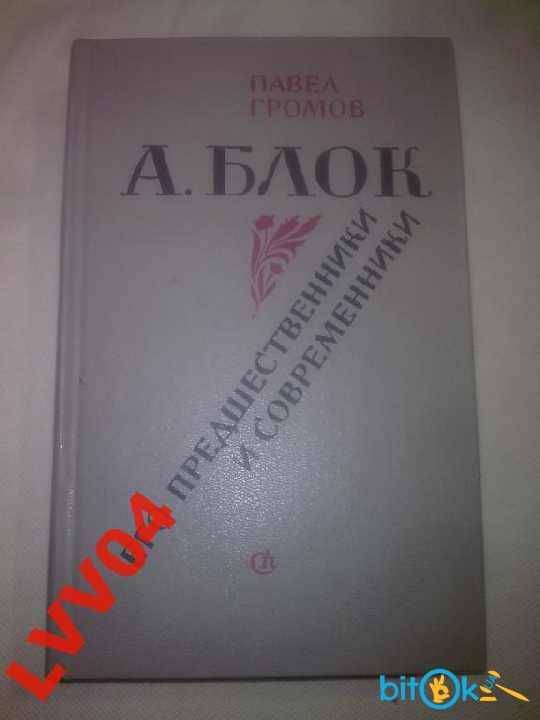 ПАВЕЛ
ГРОМОВ
А. БЛОК
ПРЕДШЕСТВЕННИКИ
И СОВРЕМЕННИКИ
LVV04
bitOk